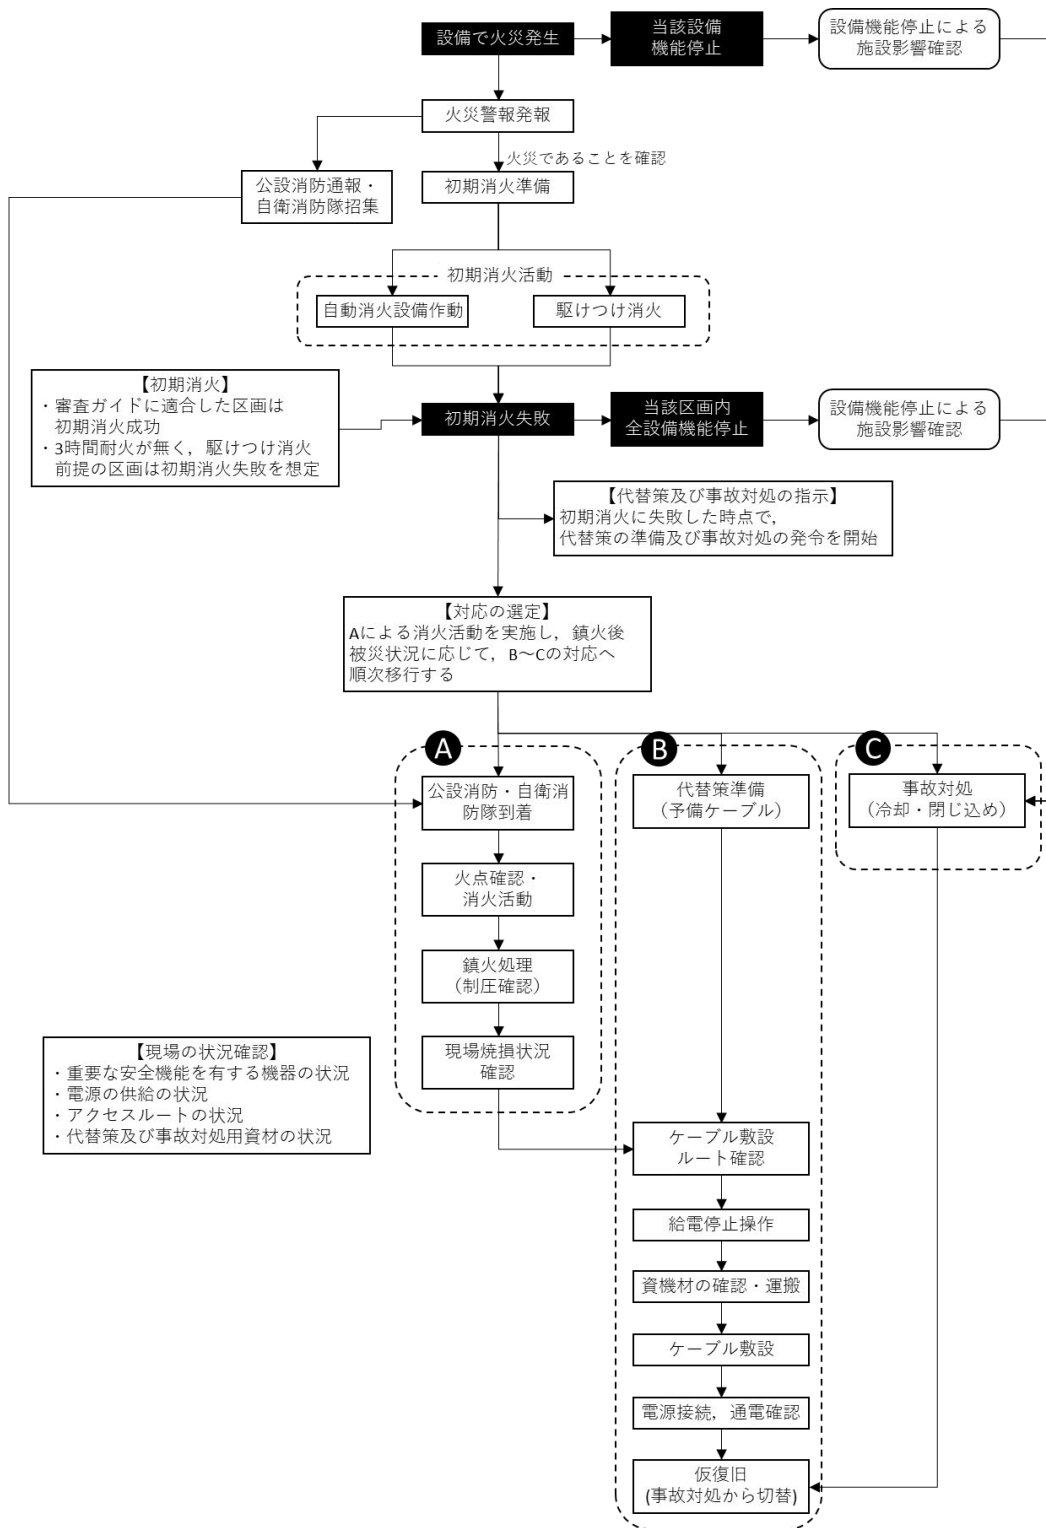 設備で火災発生
当該設備
機能停止
設備機能停止による
施設影響確認
火災警報発報
火災であることを確認
公設消防通報・
自衛消防隊招集
初期消火準備
初期消火活動
自動消火設備作動
駆けつけ消火
【初期消火】
・審査ガイドに適合した区画は
初期消火成功
・3時間耐火が無く，駆けつけ消火
前提の区画は初期消火失敗を想定
初期消火失敗
当該区画内
全設備機能停止
設備機能停止による
施設影響確認
【代替策及び事故対処の指示】
初期消火に失敗した時点で，
代替策の準備及び事故対処の発令を開始
【対応の選定】
Aによる消火活動を実施し，鎮火後
被災状況に応じて，B～Cの対応へ
順次移行する
A
公設消防・自衛消
防隊到着
火点確認・
消火活動
鎮火処理
（制圧確認）
現場焼損状況
確認
【現場の状況確認】
・重要な安全機能を有する機器の状況
・電源の供給の状況
・アクセスルートの状況
・代替策及び事故対処用資材の状況
B
代替策準備
（予備ケーブル）
ケーブル敷設
ルート確認
給電停止操作
資機材の確認・運搬
ケーブル敷設
電源接続，通電確認
仮復旧
(事故対処から切替)
C
事故対処
（冷却・閉じ込め）